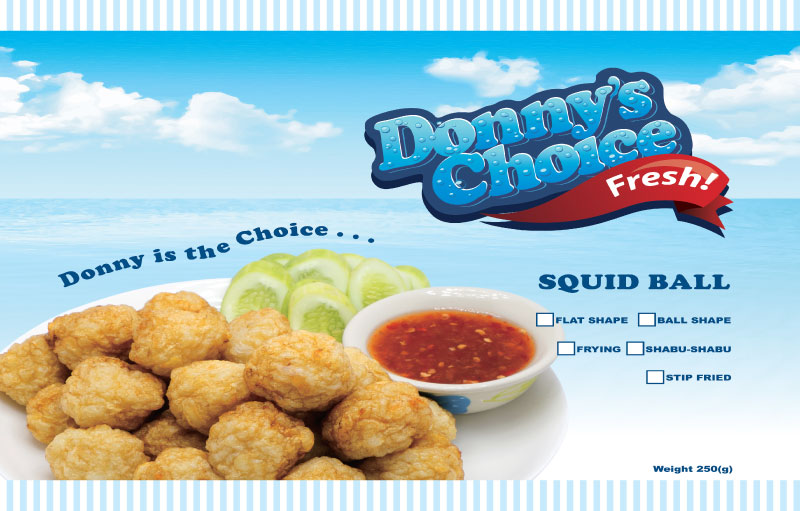 Donny's
Choice
Fresh!
Donny is the Choice . . .
SQUID BALL
FLAT SHAPE BALL SHAPE
FRYING SHABU-SHABU
STIP FRIED
Weight 250(g)